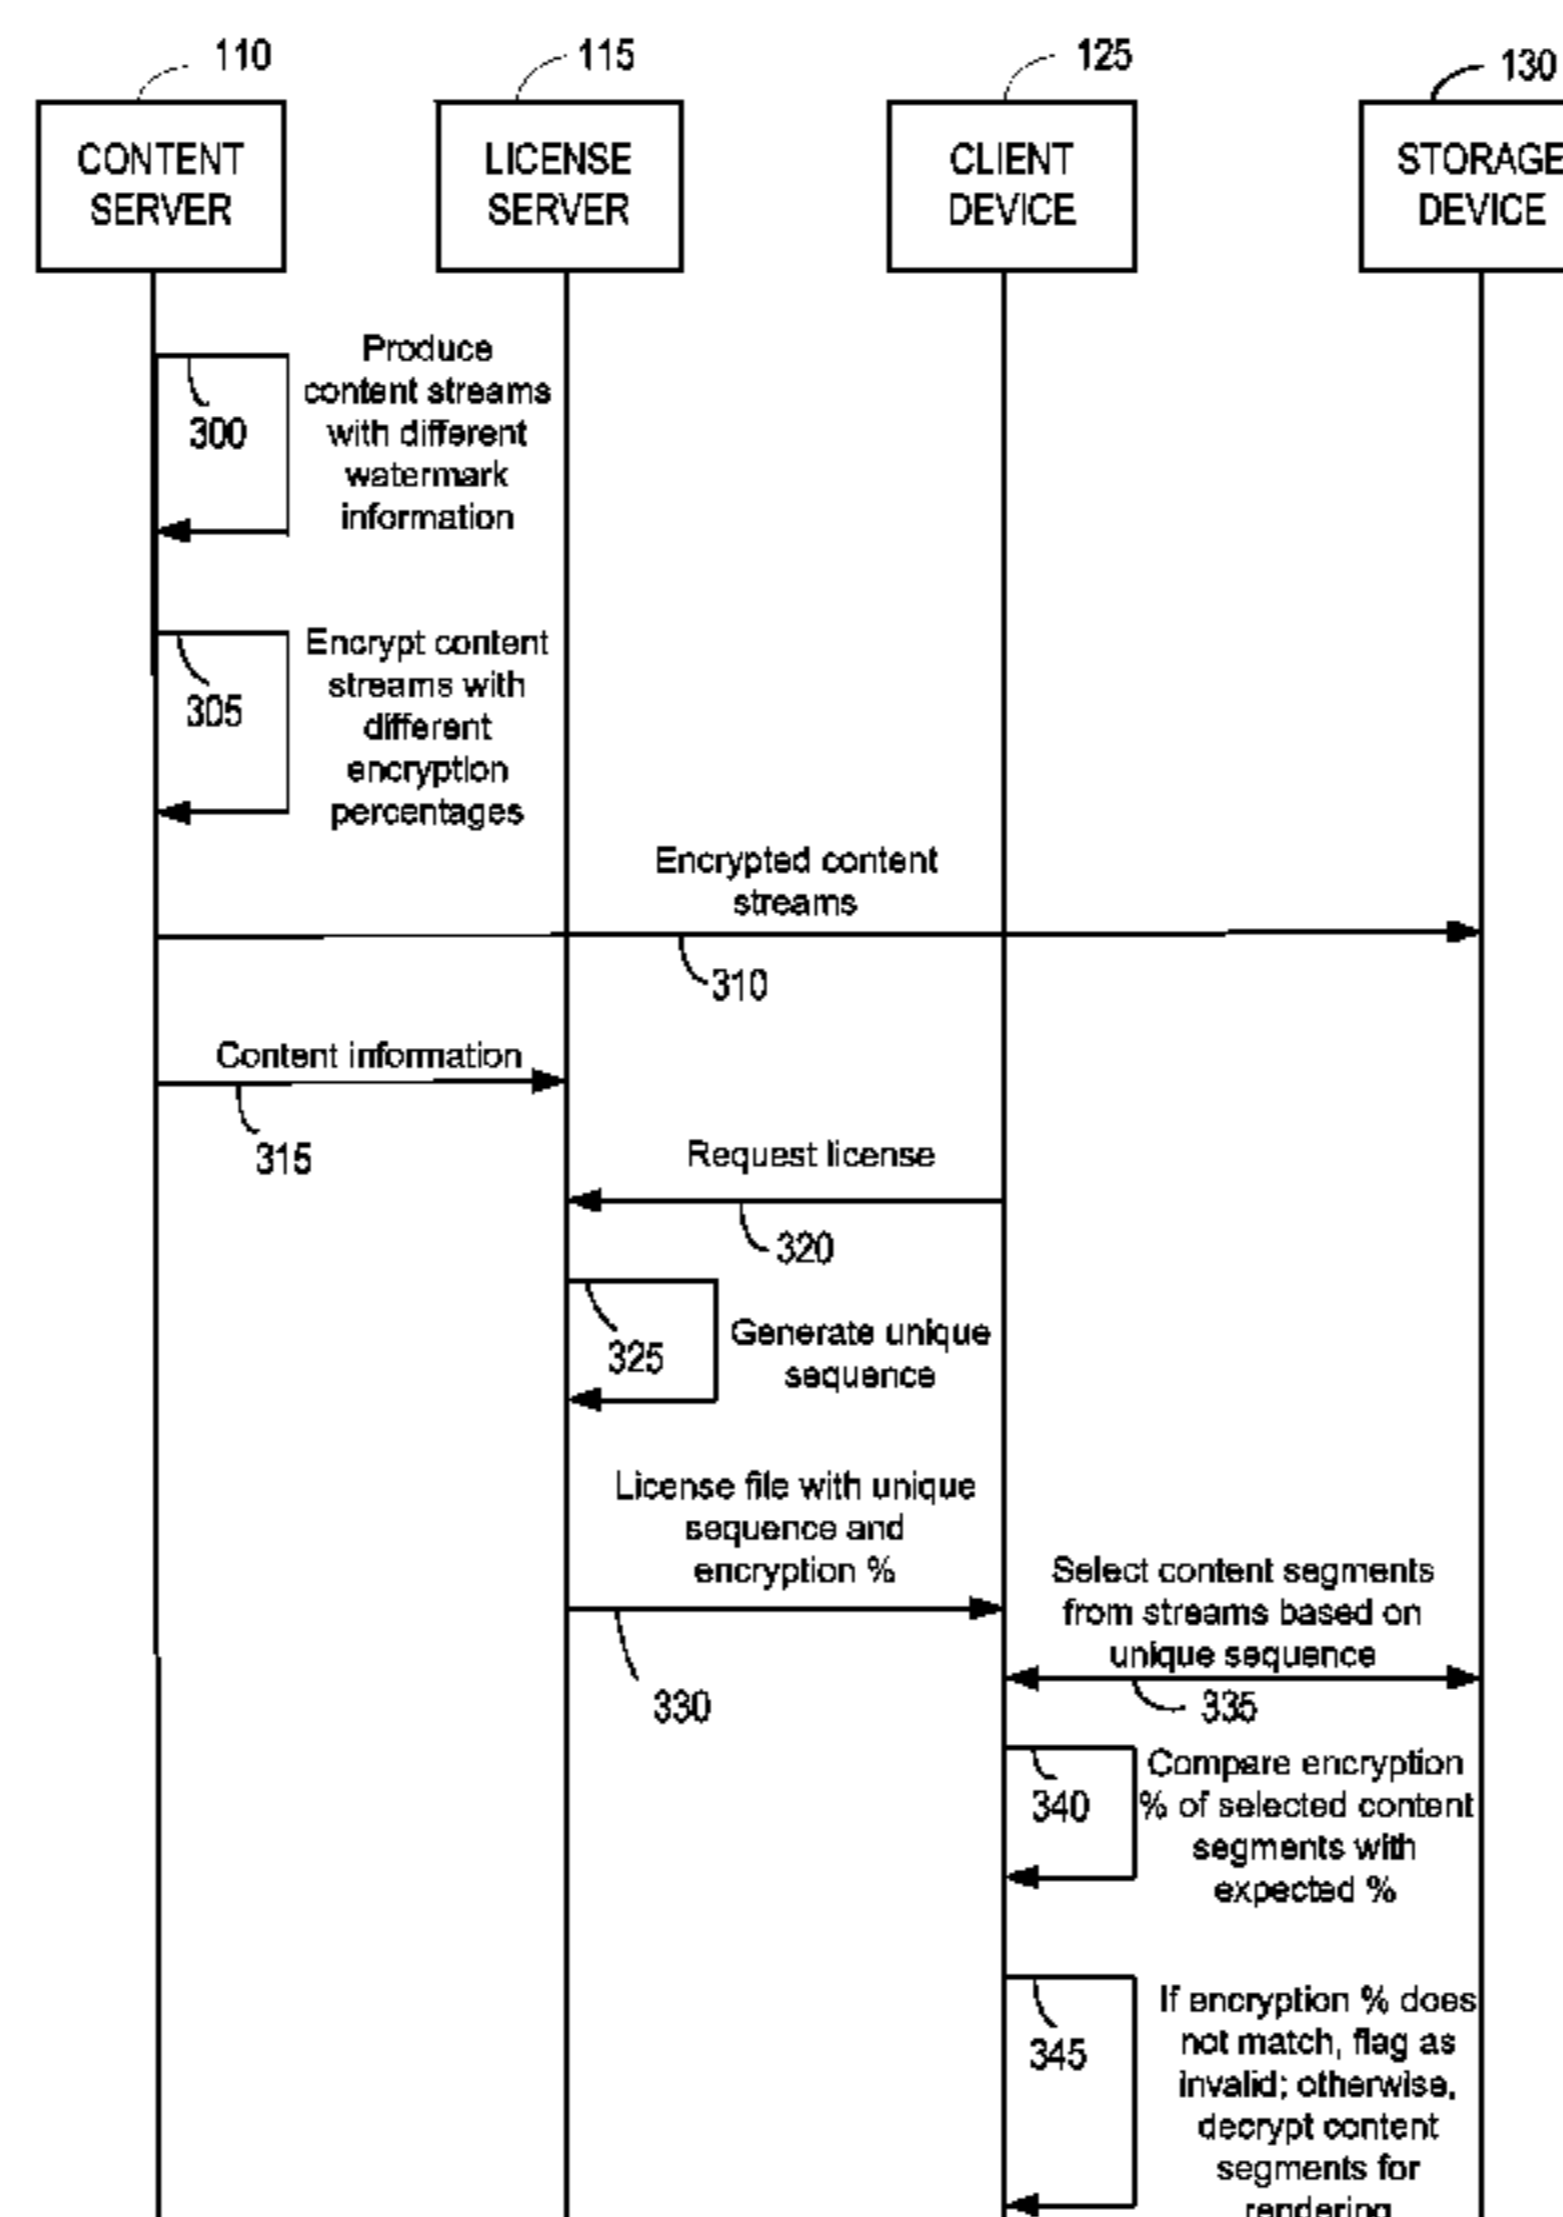 110
115
125
130
CONTENT
SERVER
LICENSE
SERVER
CLIENT
DEVICE
STORAGE
DEVICE
Produce
content streams
with different
watermark
information
300
Encrypt content
streams with
different
encryption
percentages
305
Encrypted content
streams
310
Content information
315
Request license
320
Generate unique
sequence
325
License file with unique
sequence and
encryption %
330
Select content segments
from streams based on
unique sequence
335
Compare encryption
% of selected content
segments with
expected %
340
If encryption % does
not match, flag as
invalid; otherwise,
decrypt content
segments for
rendering
345